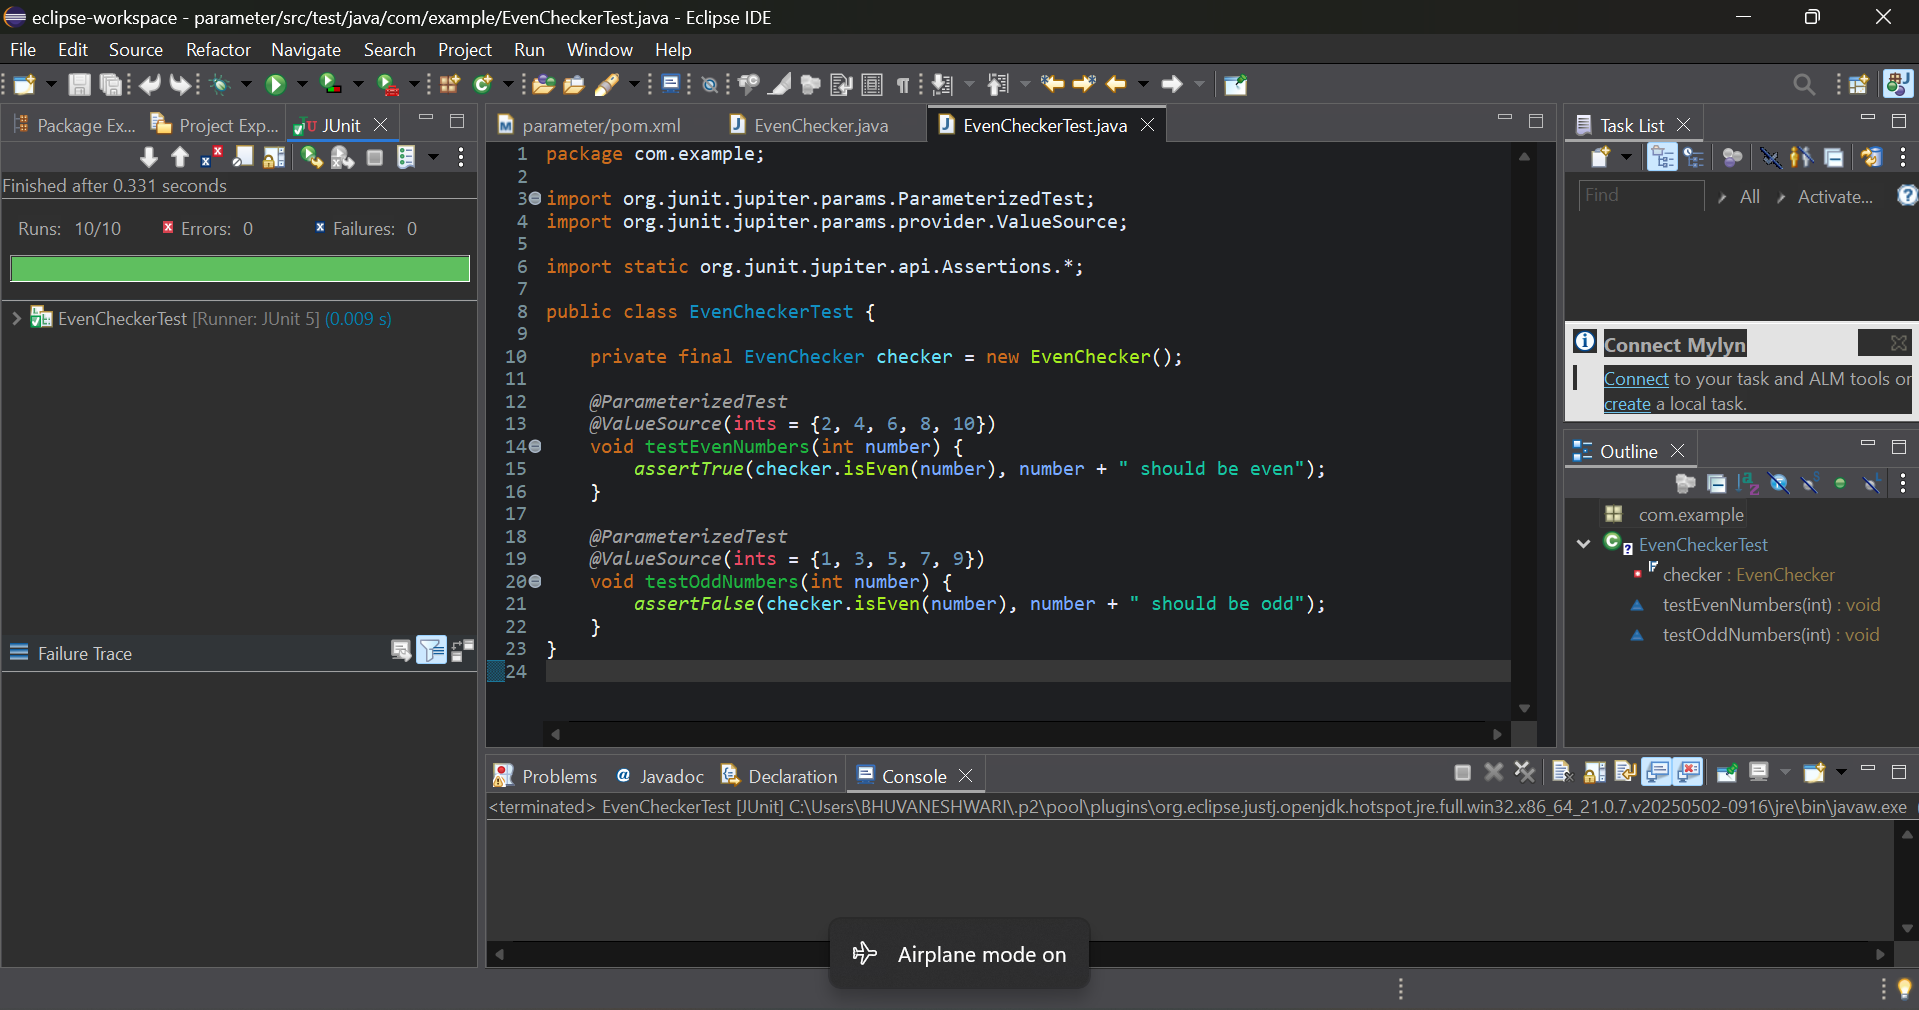 eclipse-workspace - parameter/src/test/java/com/example/EvenCheckerTest.java - Eclipse IDE
File Edit Source Refactor Navigate Search Project Run Window Help
Package Ex... Project Exp... JUnit
Finished after 0.331 seconds
Runs: 10/10 Errors: 0 Failures: 0
EvenCheckerTest [Runner: JUnit 5] (0.009 s)
Failure Trace
parameter/pom.xml EvenChecker.java EvenCheckerTest.java
1 package com.example;
2
3 import org.junit.jupiter.params.ParameterizedTest;
4 import org.junit.jupiter.params.provider.ValueSource;
5
6 import static org.junit.jupiter.api.Assertions.*;
7
8 public class EvenCheckerTest {
9
10 private final EvenChecker checker = new EvenChecker();
11
12 @ParameterizedTest
13 @ValueSource(ints = {2, 4, 6, 8, 10})
14 void testEvenNumbers(int number) {
15 assertTrue(checker.isEven(number), number + " should be even");
16 }
17
18 @ParameterizedTest
19 @ValueSource(ints = {1, 3, 5, 7, 9})
20 void testOddNumbers(int number) {
21 assertFalse(checker.isEven(number), number + " should be odd");
22 }
23 }
24
Task List
Find All Activate...
Connect Mylyn
Connect to your task and ALM tools or
create a local task.
Outline
com.example
EvenCheckerTest
checker : EvenChecker
testEvenNumbers(int) : void
testOddNumbers(int) : void
Problems Javadoc Declaration Console
<terminated> EvenCheckerTest [JUnit] C:\Users\BHUVANESHWARI\.p2\pool\plugins\org.eclipse.justj.openjdk.hotspot.jre.full.win32.x86_64_21.0.7.v20250502-0916\jre\bin\javaw.exe
Airplane mode on